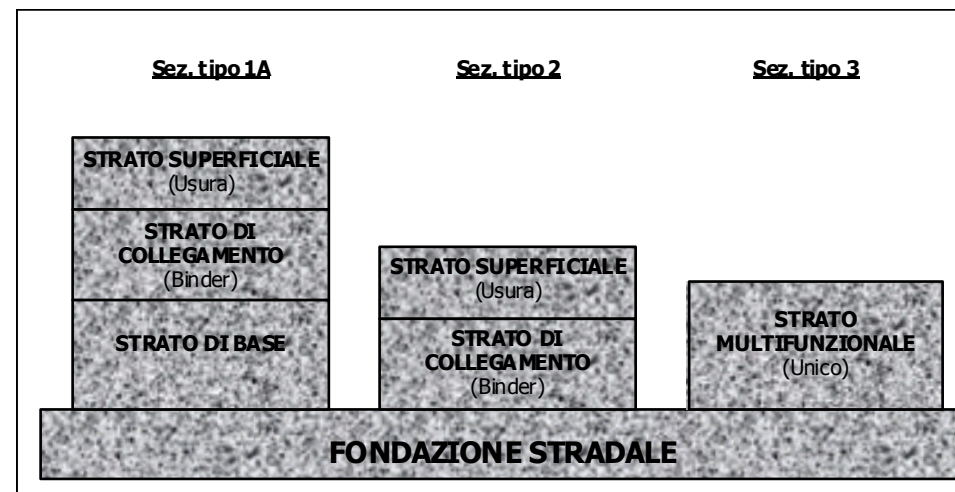 Sez. tipo 1A
Sez. tipo 2
Sez. tipo 3
STRATO SUPERFICIALE
(Usura)
STRATO DI
COLLEGAMENTO
(Binder)
STRATO DI BASE
STRATO SUPERFICIALE
(Usura)
STRATO DI
COLLEGAMENTO
(Binder)
STRATO
MULTIFUNZIONALE
(Unico)
FONDAZIONE STRADALE